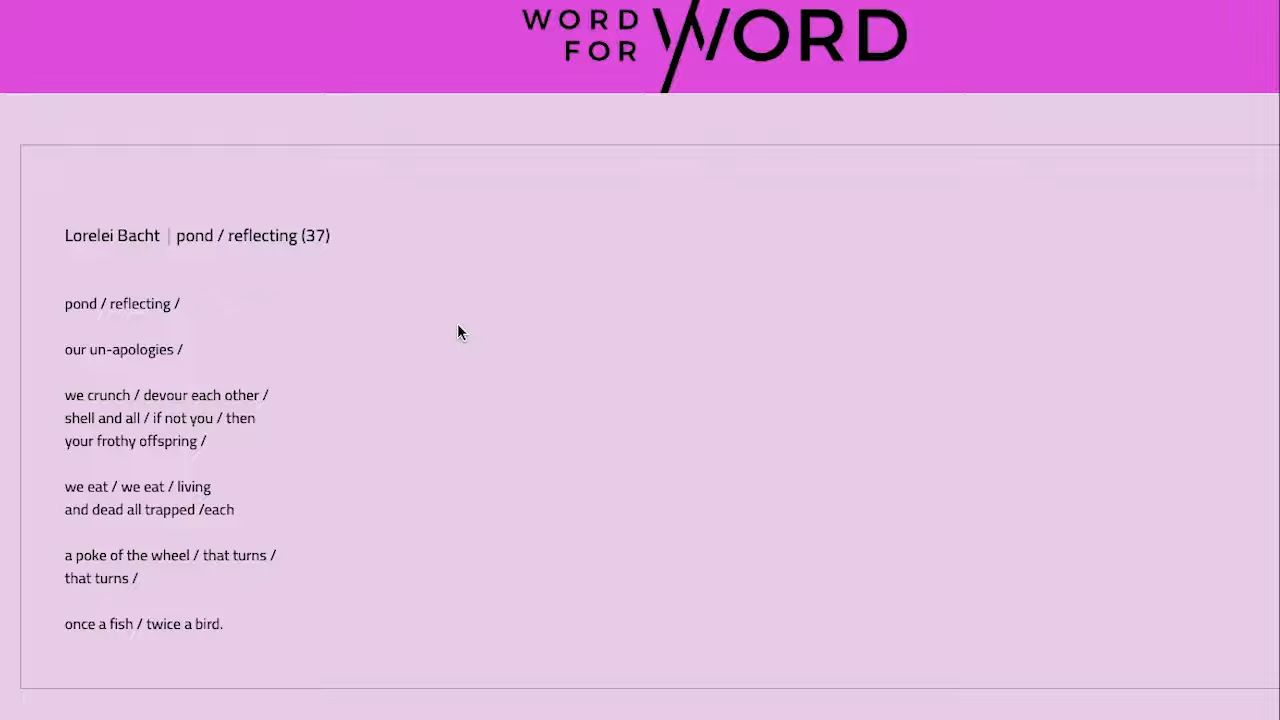 WORD
FOR
WORD
Lorelei Bacht | pond / reflecting (37)
pond / reflecting /
our un-apologies /
we crunch / devour each other /
shell and all / if not you / then
your frothy offspring /
we eat / we eat / living
and dead all trapped /each
a poke of the wheel / that turns /
that turns /
once a fish / twice a bird.